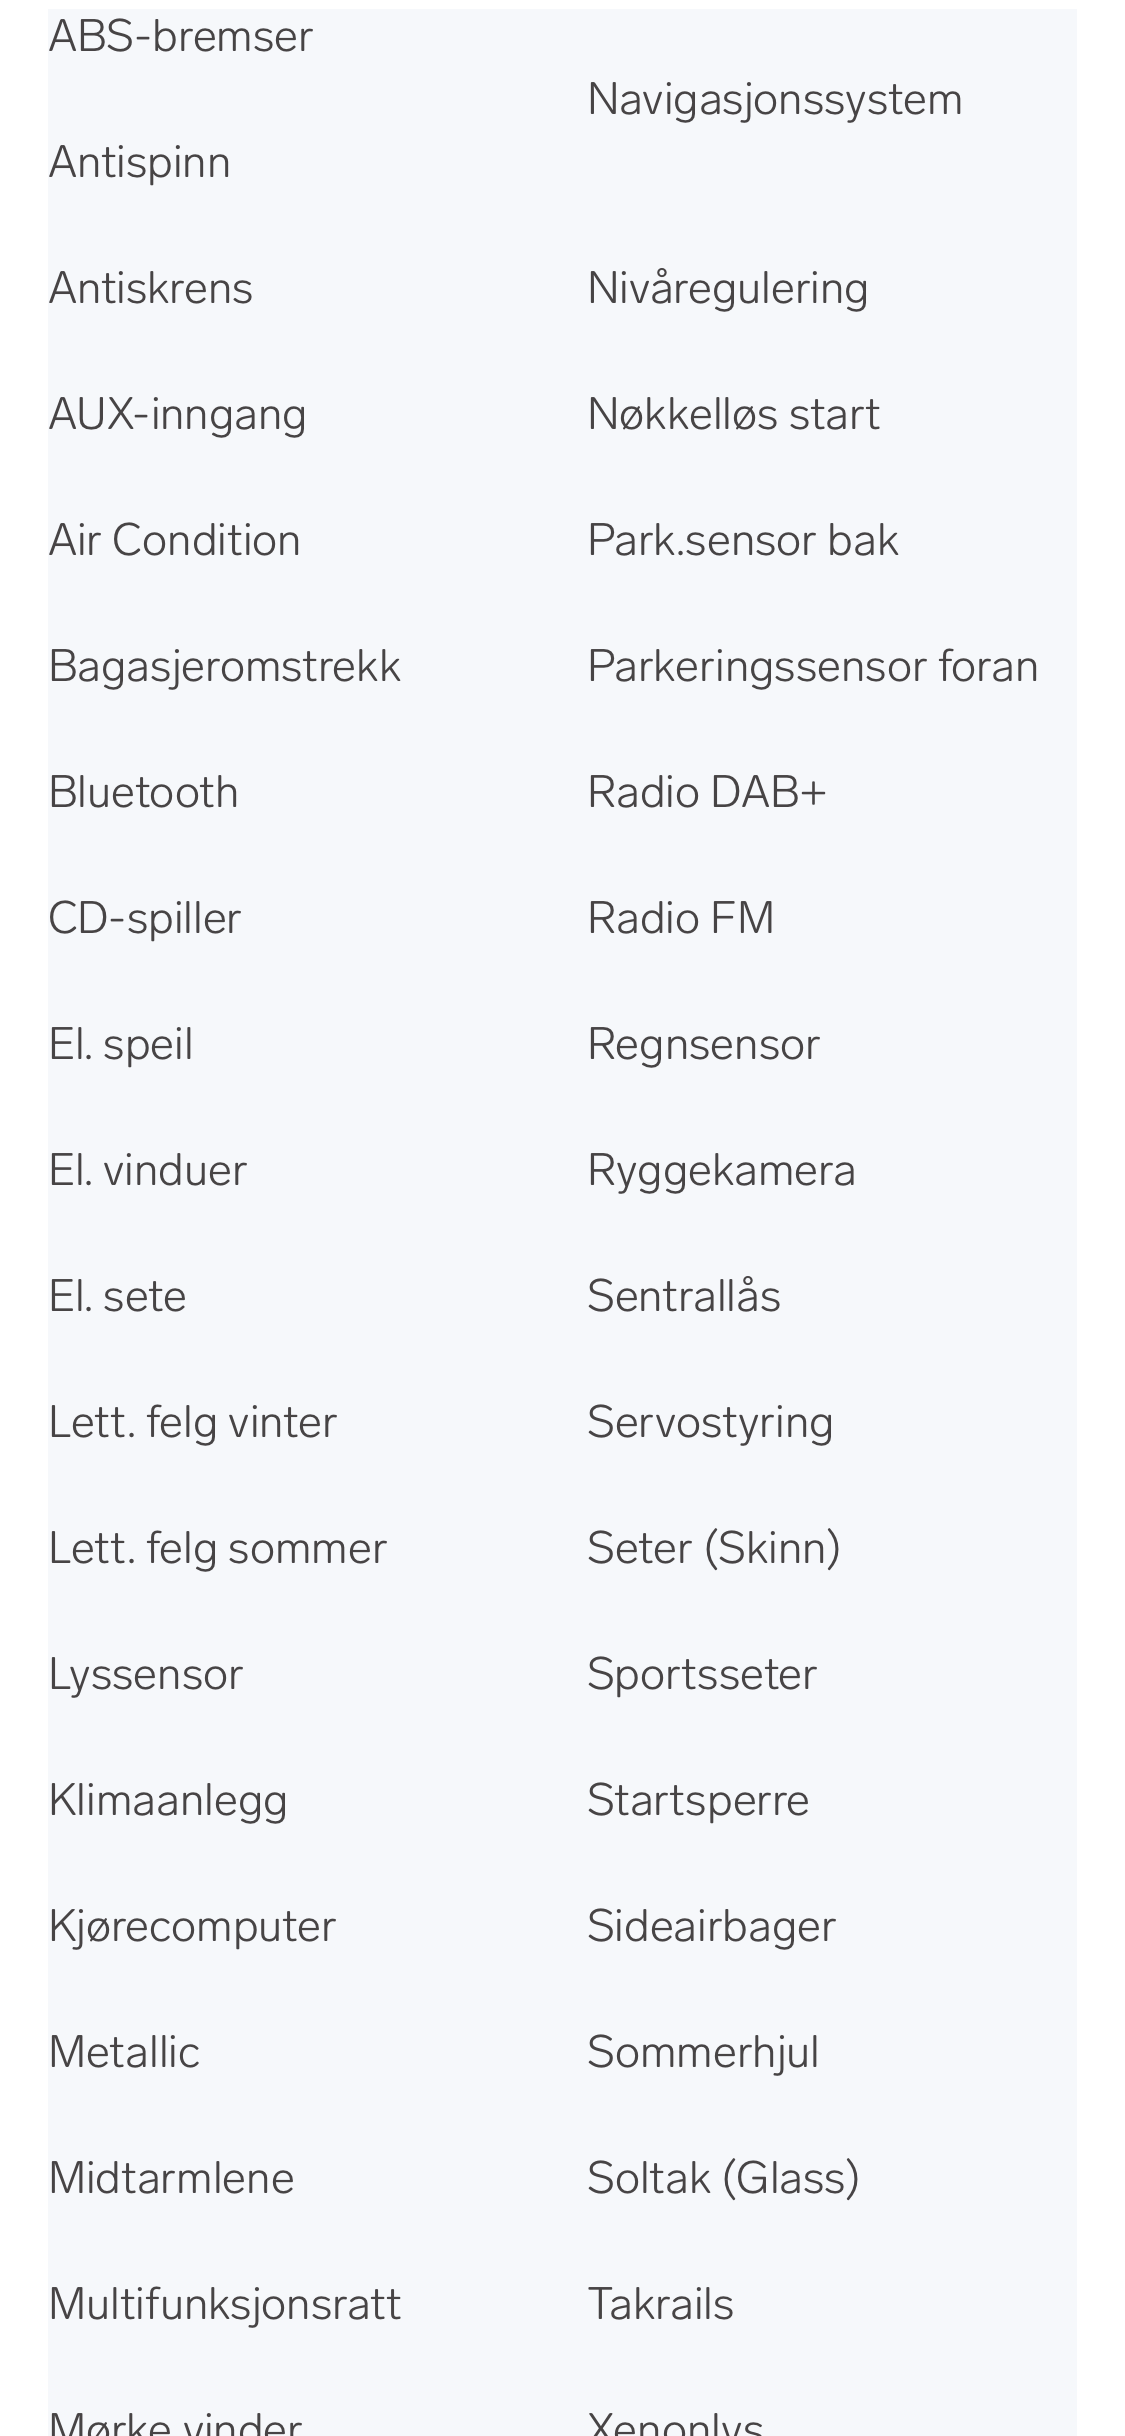 ABS-bremser
Navigasjonssystem
Antispinn
Antiskrens
Nivåregulering
AUX-inngang
Nøkkelløs start
Air Condition
Park.sensor bak
Bagasjeromstrekk
Parkeringssensor foran
Bluetooth
Radio DAB+
CD-spiller
Radio FM
El. speil
Regnsensor
El. vinduer
Ryggekamera
El. sete
Sentrallås
Lett. felg vinter
Servostyring
Lett. felg sommer
Seter (Skinn)
Lyssensor
Sportsseter
Klimaanlegg
Startsperre
Kjørecomputer
Sideairbager
Metallic
Sommerhjul
Midtarmlene
Soltak (Glass)
Multifunksjonsratt
Takrails
Mørke vinder
Xenonlys